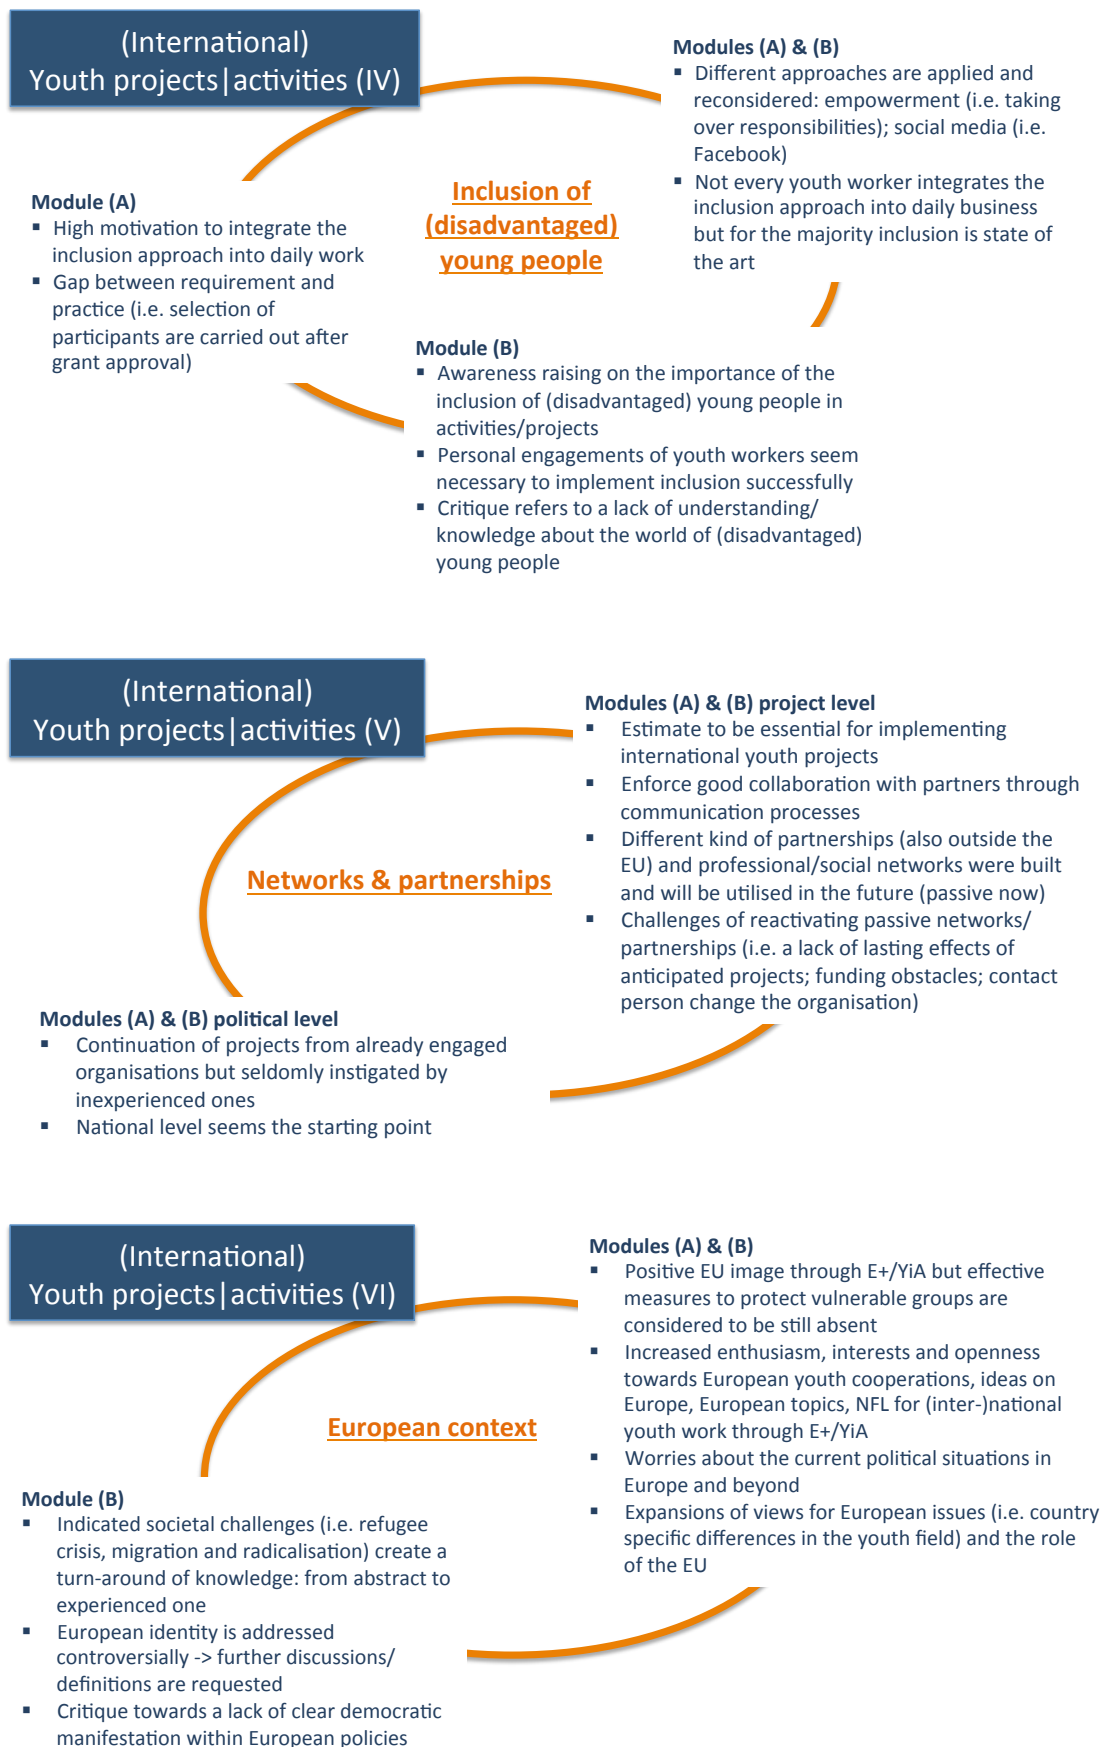 (International)
Youth projects|activities (IV)
Modules (A) & (B)
▪ Different approaches are applied and
reconsidered: empowerment (i.e. taking
over responsibilities); social media (i.e.
Facebook)
▪ Not every youth worker integrates the
inclusion approach into daily business
but for the majority inclusion is state of
the art
Inclusion of
(disadvantaged)
young people
Module (A)
▪ High motivation to integrate the
inclusion approach into daily work
▪ Gap between requirement and
practice (i.e. selection of
participants are carried out after
grant approval)
Module (B)
▪ Awareness raising on the importance of the
inclusion of (disadvantaged) young people in
activities/projects
▪ Personal engagements of youth workers seem
necessary to implement inclusion successfully
▪ Critique refers to a lack of understanding/
knowledge about the world of (disadvantaged)
young people
(International)
Youth projects|activities (V)
Modules (A) & (B) project level
▪ Estimate to be essential for implementing
international youth projects
▪ Enforce good collaboration with partners through
communication processes
▪ Different kind of partnerships (also outside the
EU) and professional/social networks were built
and will be utilised in the future (passive now)
▪ Challenges of reactivating passive networks/
partnerships (i.e. a lack of lasting effects of
anticipated projects; funding obstacles; contact
person change the organisation)
Networks & partnerships
Modules (A) & (B) political level
▪ Continuation of projects from already engaged
organisations but seldomly instigated by
inexperienced ones
▪ National level seems the starting point
(International)
Youth projects|activities (VI)
Modules (A) & (B)
▪ Positive EU image through E+/YiA but effective
measures to protect vulnerable groups are
considered to be still absent
▪ Increased enthusiasm, interests and openness
towards European youth cooperations, ideas on
Europe, European topics, NFL for (inter-)national
youth work through E+/YiA
▪ Worries about the current political situations in
Europe and beyond
▪ Expansions of views for European issues (i.e. country
specific differences in the youth field) and the role
of the EU
European context
Module (B)
▪ Indicated societal challenges (i.e. refugee
crisis, migration and radicalisation) create a
turn-around of knowledge: from abstract to
experienced one
▪ European identity is addressed
controversially -> further discussions/
definitions are requested
▪ Critique towards a lack of clear democratic
manifestation within European policies